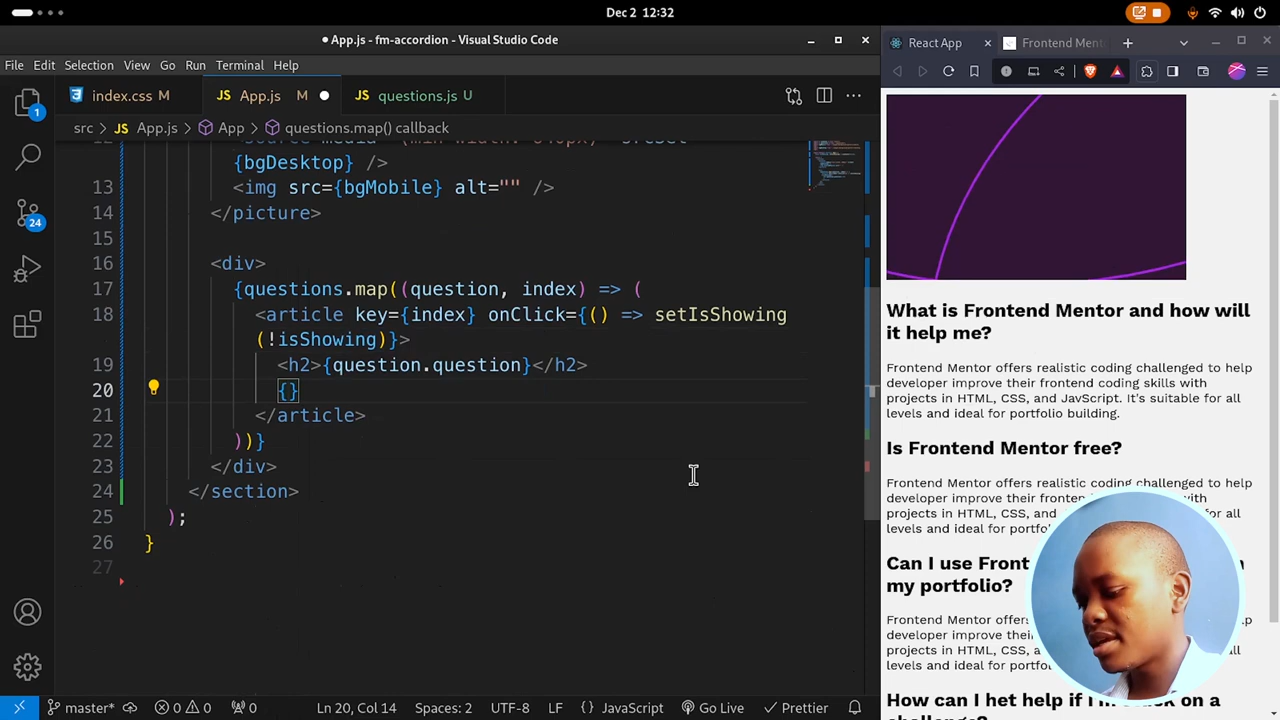 Dec 2 12:32
App.js - fm-accordion - Visual Studio Code
File Edit Selection View Go Run Terminal Help
index.css M
App.js M
questions.js U
src > App.js > App > questions.map() callback
{bgDesktop} />
13 <img src={bgMobile} alt="" />
14 </picture>
15
16 <div>
17 {questions.map((question, index) => (
18 <article key={index} onClick={() => setIsShowing
(!isShowing)}>
19 <h2>{question.question}</h2>
20 {}
21 </article>
22 ))}
23 </div>
24 </section>
25 );
26 }
27
1
24
master* 0 0 0 Ln 20, Col 14 Spaces: 2 UTF-8 LF {} JavaScript Go Live Prettier
React App
Frontend Ment
What is Frontend Mentor and how will
it help me?
Frontend Mentor offers realistic coding challenged to help
developer improve their frontend coding skills with
projects in HTML, CSS, and JavScript. It's suitable for all
levels and ideal for portfolio building.
Is Frontend Mentor free?
Frontend Mentor offers realistic coding challenged to help
developer improve their
projects in HTML, CSS, and
levels and ideal for
Can I use Front
my portfolio?
Frontend Mentor
developer improve their
projects in HTML, CSS,
levels and ideal for
How can I het help if I'm on a